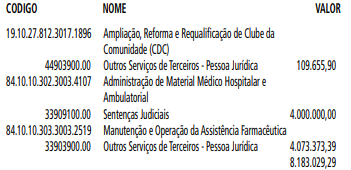 CODIGO NOME VALOR
19.10.27.812.3017.1896 Ampliação, Reforma e Requalificação de Clube da
Comunidade (CDC)
44903900.00 Outros Serviços de Terceiros - Pessoa Jurídica 109.655,90
84.10.10.302.3003.4107 Administração de Material Médico Hospitalar e
Ambulatorial
33909100.00 Sentenças Judiciais 4.000.000,00
84.10.10.303.3003.2519 Manutenção e Operação da Assistência Farmacêutica
33903900.00 Outros Serviços de Terceiros - Pessoa Jurídica 4.073.373,39
8.183.029,29